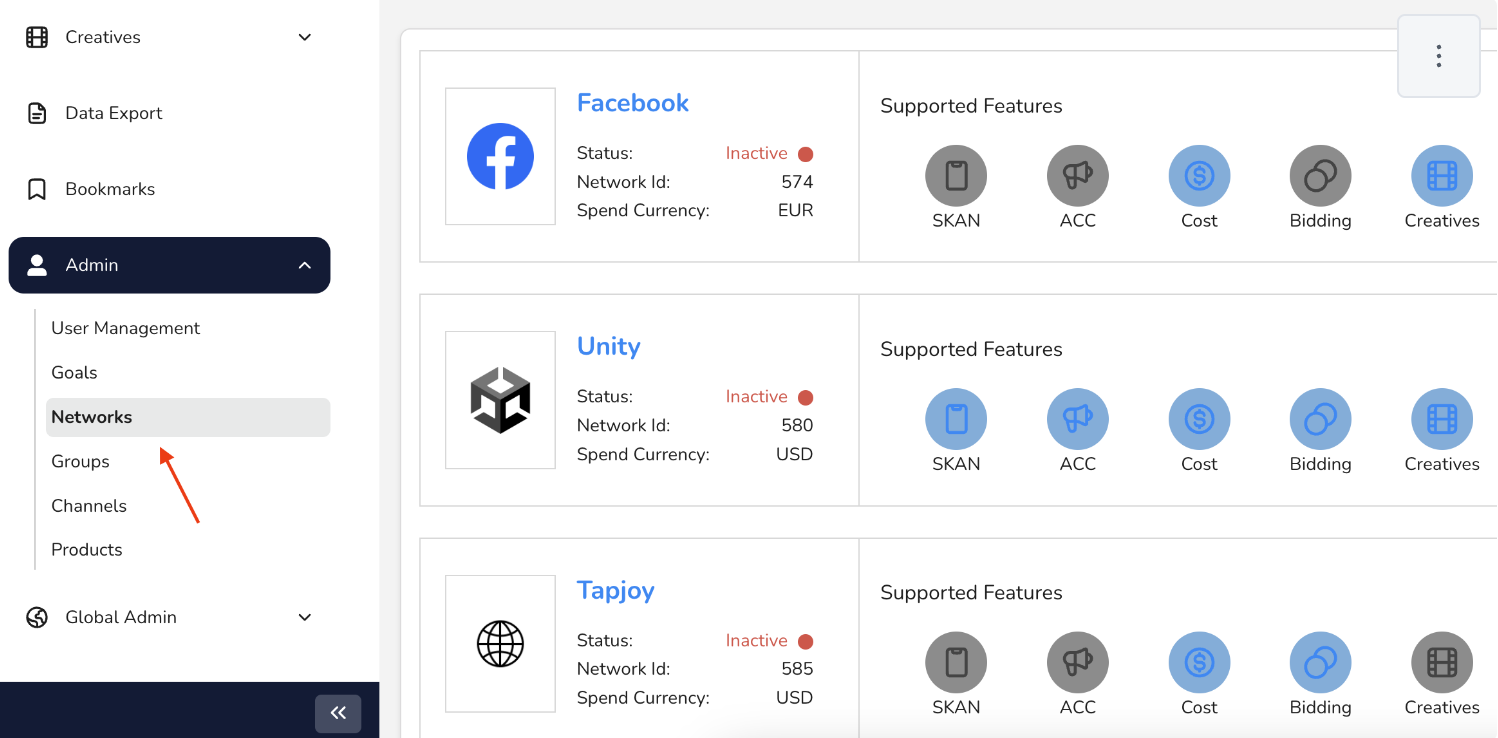 Creatives
Data Export
Bookmarks
Admin
User Management
Goals
Networks
Groups
Channels
Products
Global Admin
Facebook
Status: Inactive
Network Id: 574
Spend Currency: EUR
Supported Features
SKAN ACC Cost Bidding Creatives
Unity
Status: Inactive
Network Id: 580
Spend Currency: USD
Supported Features
SKAN ACC Cost Bidding Creatives
Tapjoy
Status: Inactive
Network Id: 585
Spend Currency: USD
Supported Features
SKAN ACC Cost Bidding Creatives